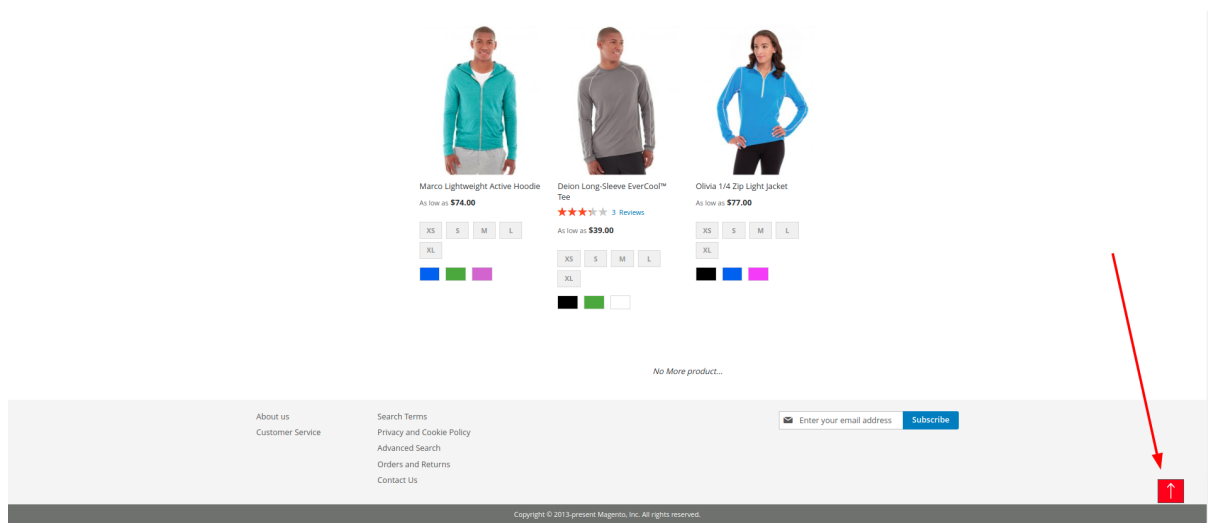 Marco Lightweight Active Hoodie
As low as $74.00
XS S M L
XL
Deion Long-Sleeve EverCool™
Tee
3 Reviews
As low as $39.00
XS S M L
XL
Olivia 1/4 Zip Light Jacket
As low as $77.00
XS S M L
XL
No More product...
About us
Customer Service
Search Terms
Privacy and Cookie Policy
Advanced Search
Orders and Returns
Contact Us
Enter your email address Subscribe
Copyright © 2013-present Magento, Inc. All rights reserved.